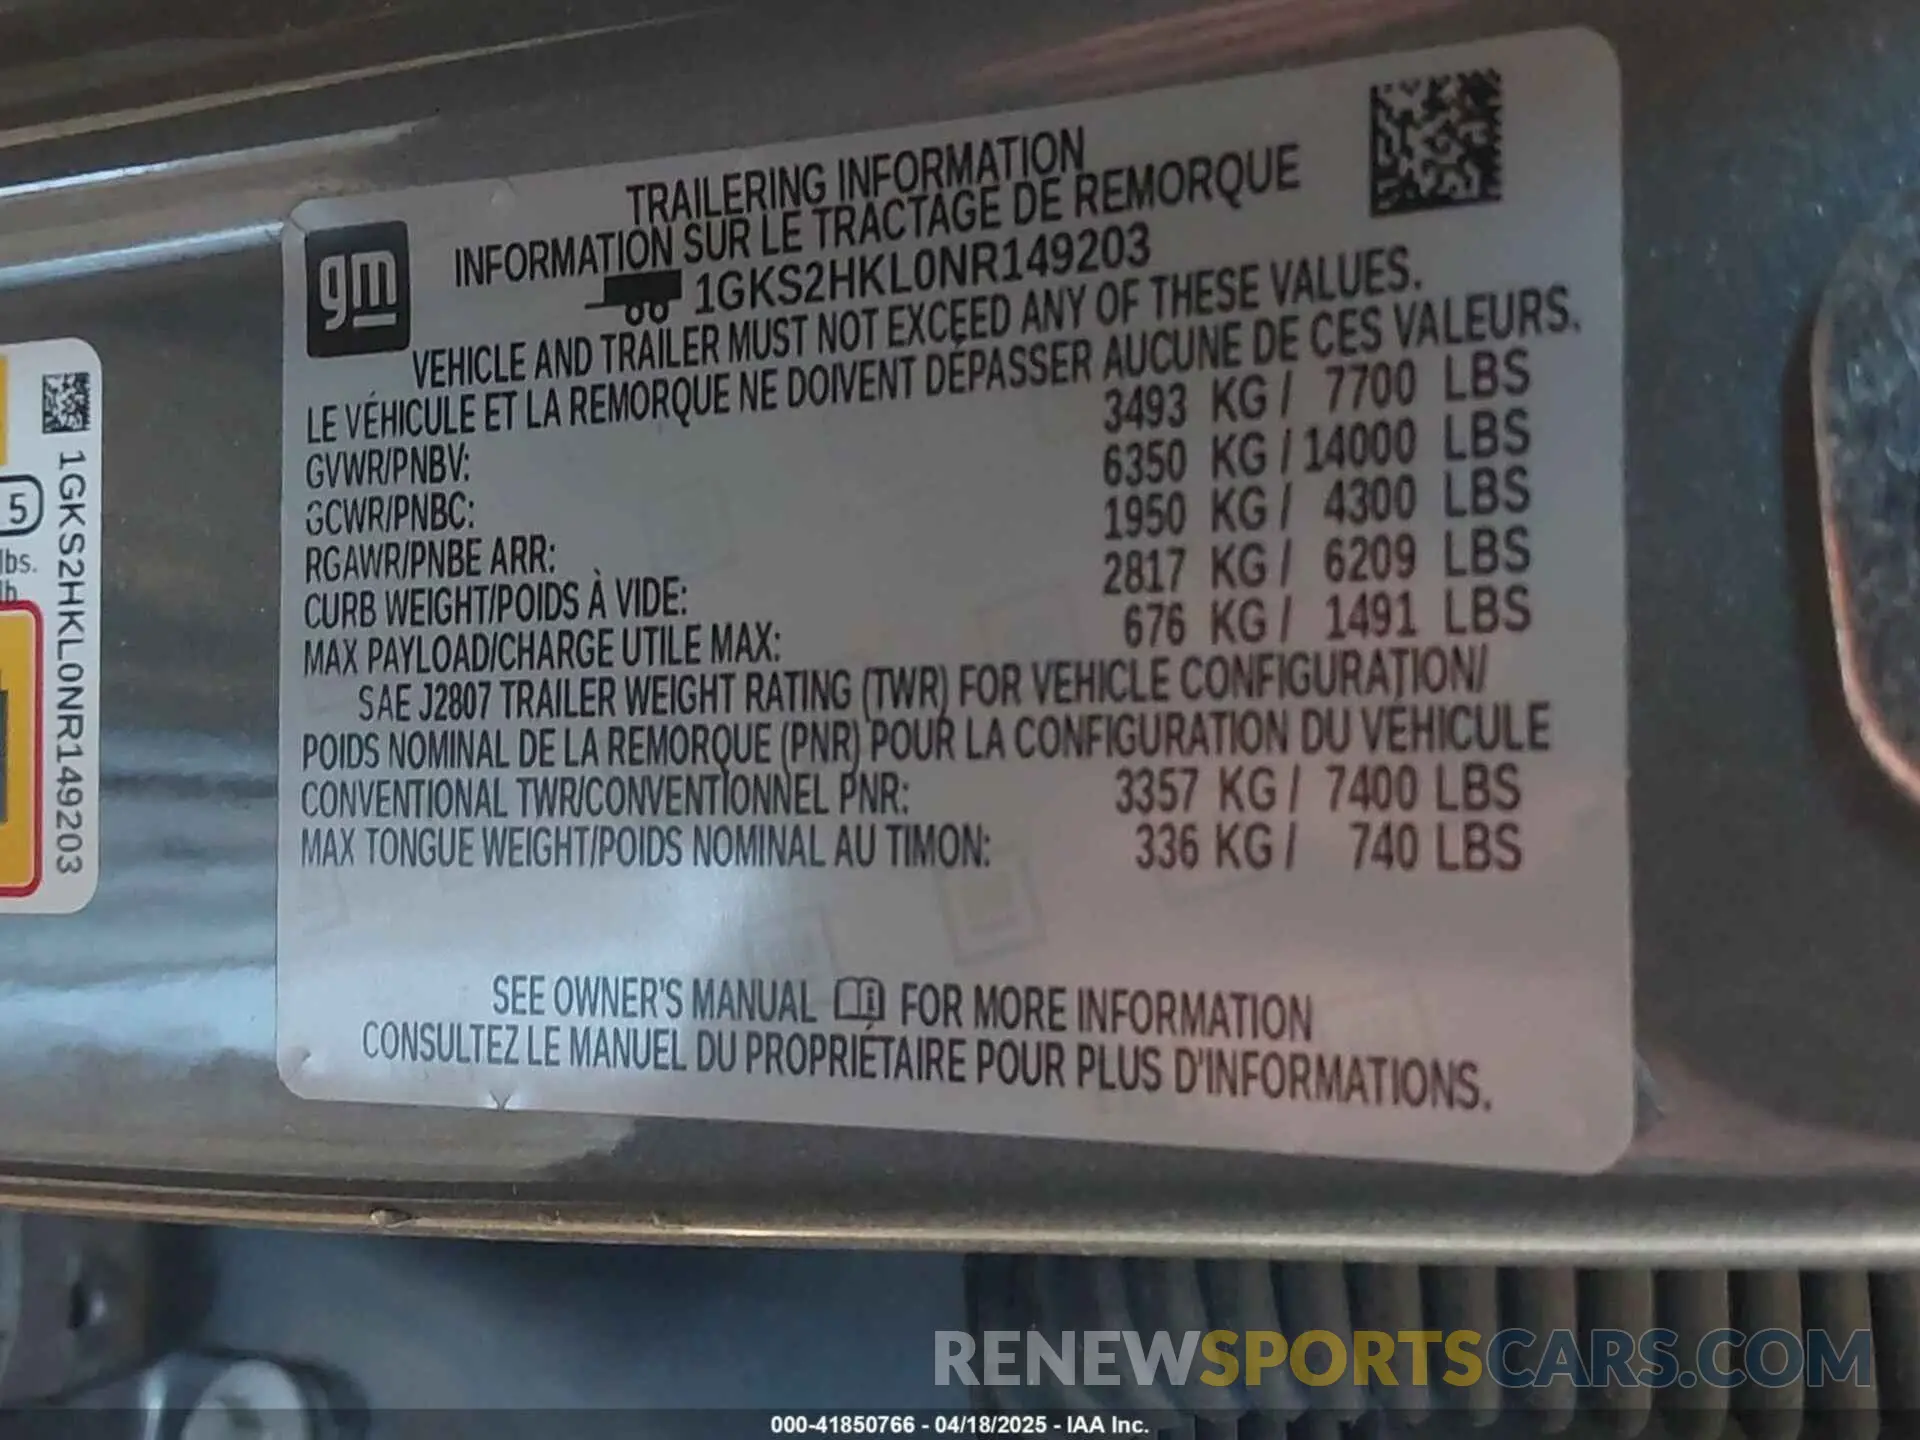 TRAILERING INFORMATION
INFORMATION SUR LE TRACTAGE DE REMORQUE
gm
1GKS2HKL0NR149203
VEHICLE AND TRAILER MUST NOT EXCEED ANY OF THESE VALUES.
LE VÉHICULE ET LA REMORQUE NE DOIVENT DÉPASSER AUCUNE DE CES VALEURS.
GVWR/PNBV: 3493 KG / 7700 LBS
GCWR/PNBC: 6350 KG / 14000 LBS
RGAWR/PNBE ARR: 1950 KG / 4300 LBS
CURB WEIGHT/POIDS À VIDE: 2817 KG / 6209 LBS
MAX PAYLOAD/CHARGE UTILE MAX: 676 KG / 1491 LBS
SAE J2807 TRAILER WEIGHT RATING (TWR) FOR VEHICLE CONFIGURATION/
POIDS NOMINAL DE LA REMORQUE (PNR) POUR LA CONFIGURATION DU VÉHICULE
CONVENTIONAL TWR/CONVENTIONNEL PNR: 3357 KG / 7400 LBS
MAX TONGUE WEIGHT/POIDS NOMINAL AU TIMON: 336 KG / 740 LBS
SEE OWNER'S MANUAL FOR MORE INFORMATION
CONSULTEZ LE MANUEL DU PROPRIÉTAIRE POUR PLUS D'INFORMATIONS.
5
lbs.
lb
1GKS2HKL0NR149203
RENEWSPORTSCARS.COM
000-41850766 - 04/18/2025 - IAA Inc.